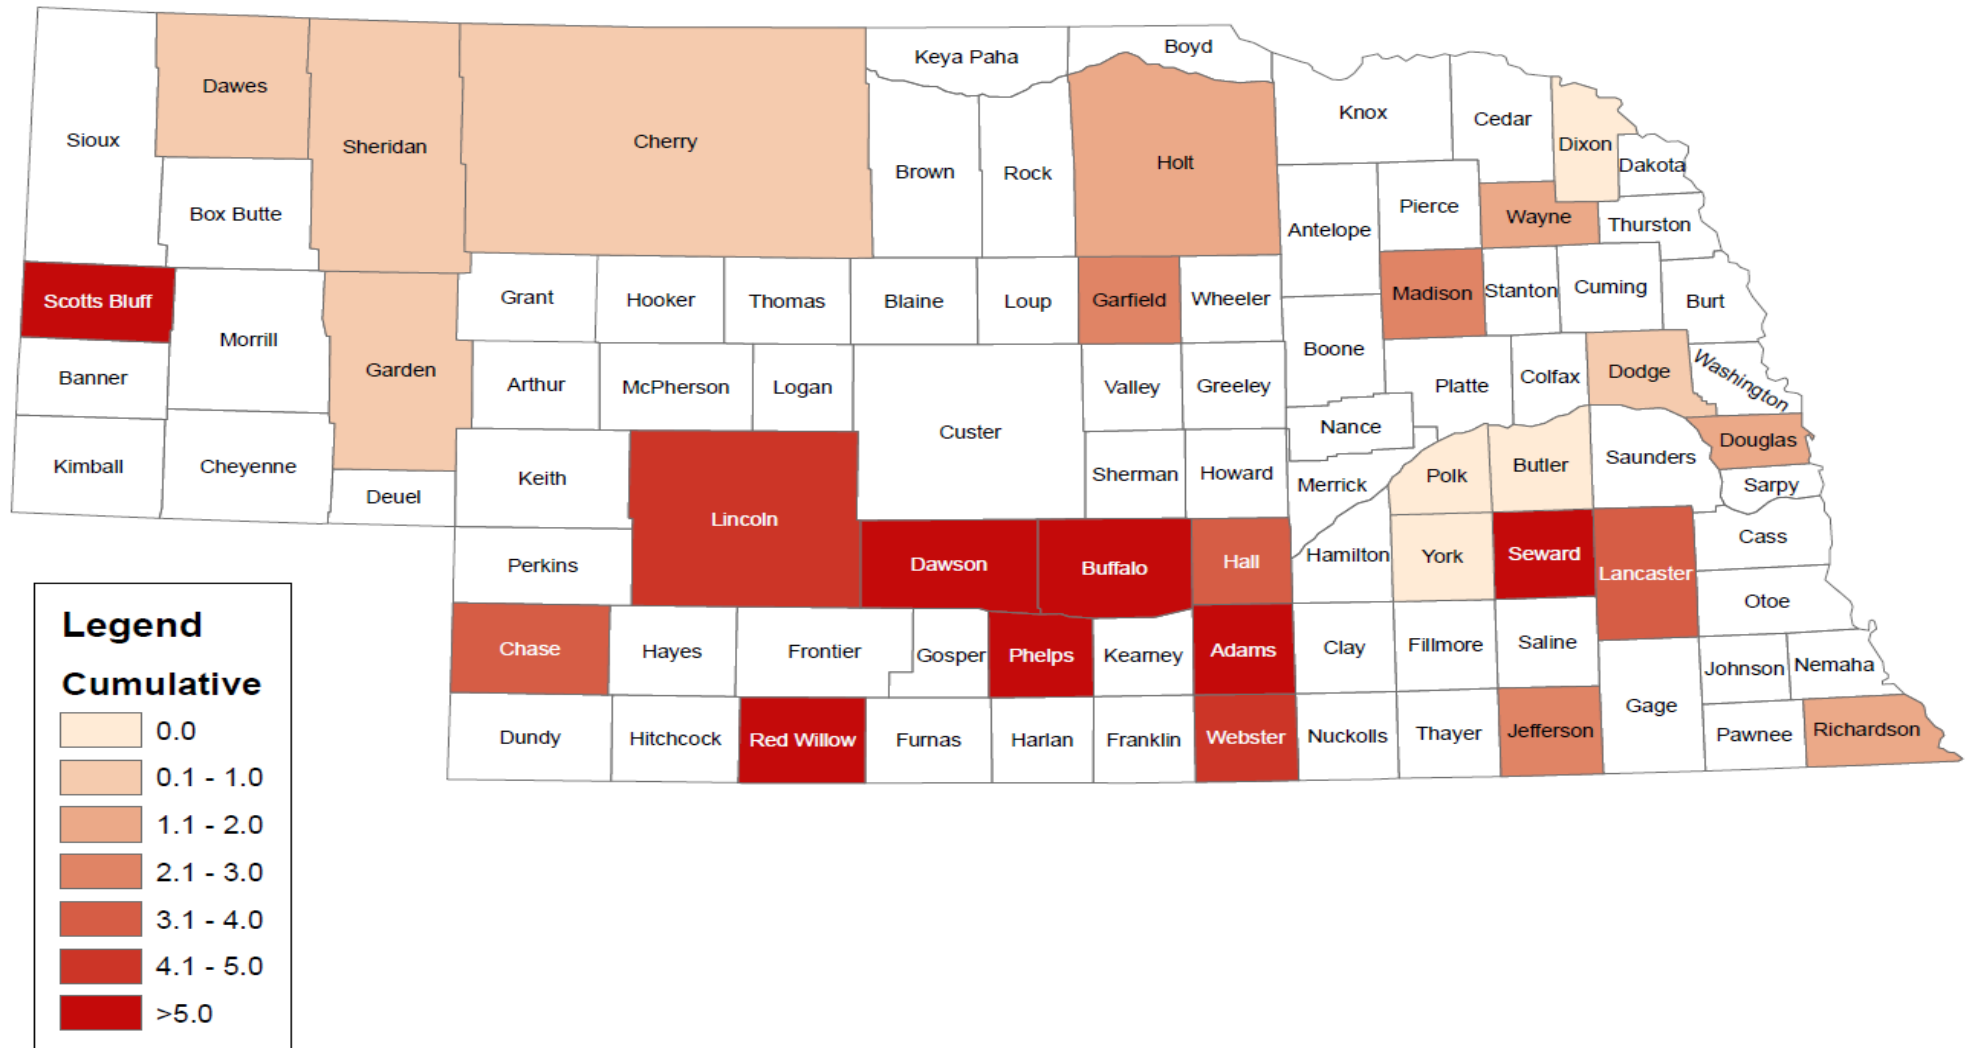 Keya Paha
Boyd
Dawes
Sioux
Sheridan
Cherry
Brown
Rock
Holt
Knox
Cedar
Dixon
Dakota
Box Butte
Antelope
Pierce
Wayne
Thurston
Scotts Bluff
Morrill
Garden
Grant
Hooker
Thomas
Blaine
Loup
Garfield
Wheeler
Madison
Stanton
Cuming
Burt
Banner
Arthur
McPherson
Logan
Custer
Valley
Greeley
Boone
Platte
Colfax
Dodge
Washington
Kimball
Cheyenne
Deuel
Keith
Lincoln
Sherman
Howard
Nance
Merrick
Polk
Butler
Saunders
Douglas
Sarpy
Perkins
Dawson
Buffalo
Hall
Hamilton
York
Seward
Lancaster
Cass
Otoe
Chase
Hayes
Frontier
Gosper
Phelps
Kearney
Adams
Clay
Fillmore
Saline
Gage
Johnson
Nemaha
Dundy
Hitchcock
Red Willow
Furnas
Harlan
Franklin
Webster
Nuckolls
Thayer
Jefferson
Pawnee
Richardson
Legend
Cumulative
0.0
0.1 - 1.0
1.1 - 2.0
2.1 - 3.0
3.1 - 4.0
4.1 - 5.0
>5.0